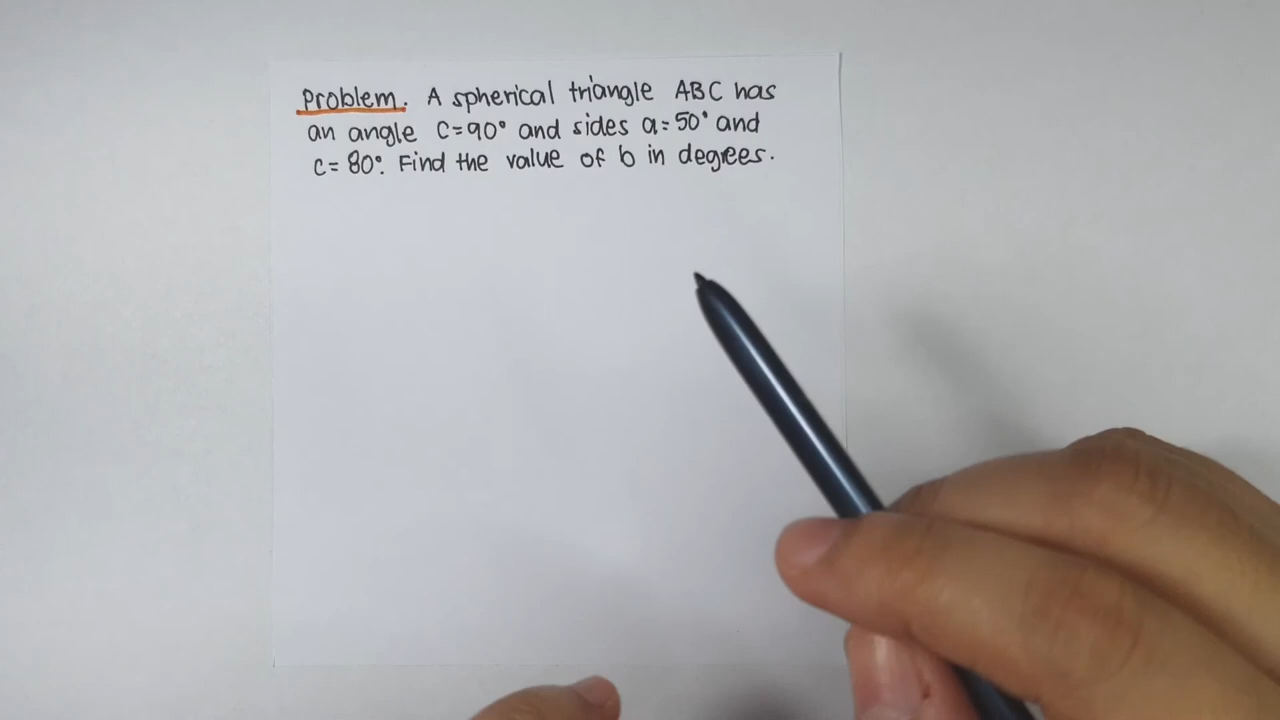 Problem. A spherical triangle ABC has
an angle C=90° and sides a=50° and
c=80°. Find the value of b in degrees.